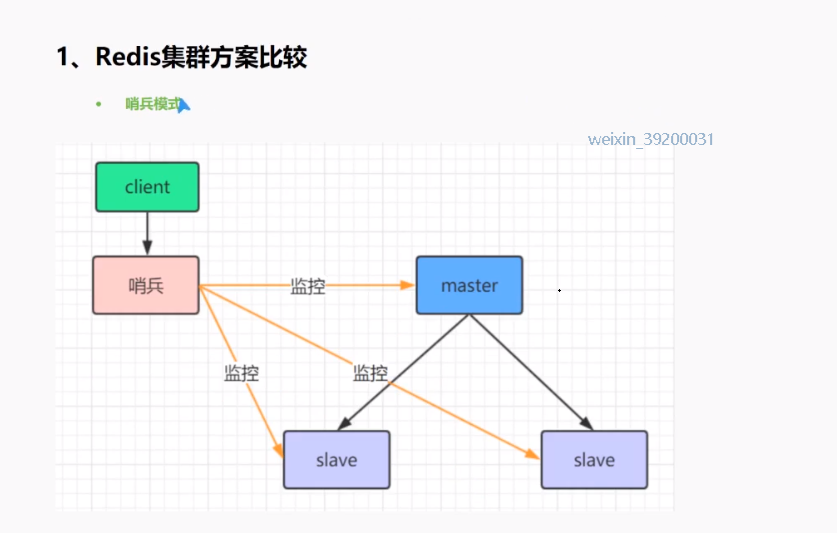 1、Redis集群方案比较
• 哨兵模式
weixin_39200031
client
哨兵
监控
master
监控
监控
slave
slave